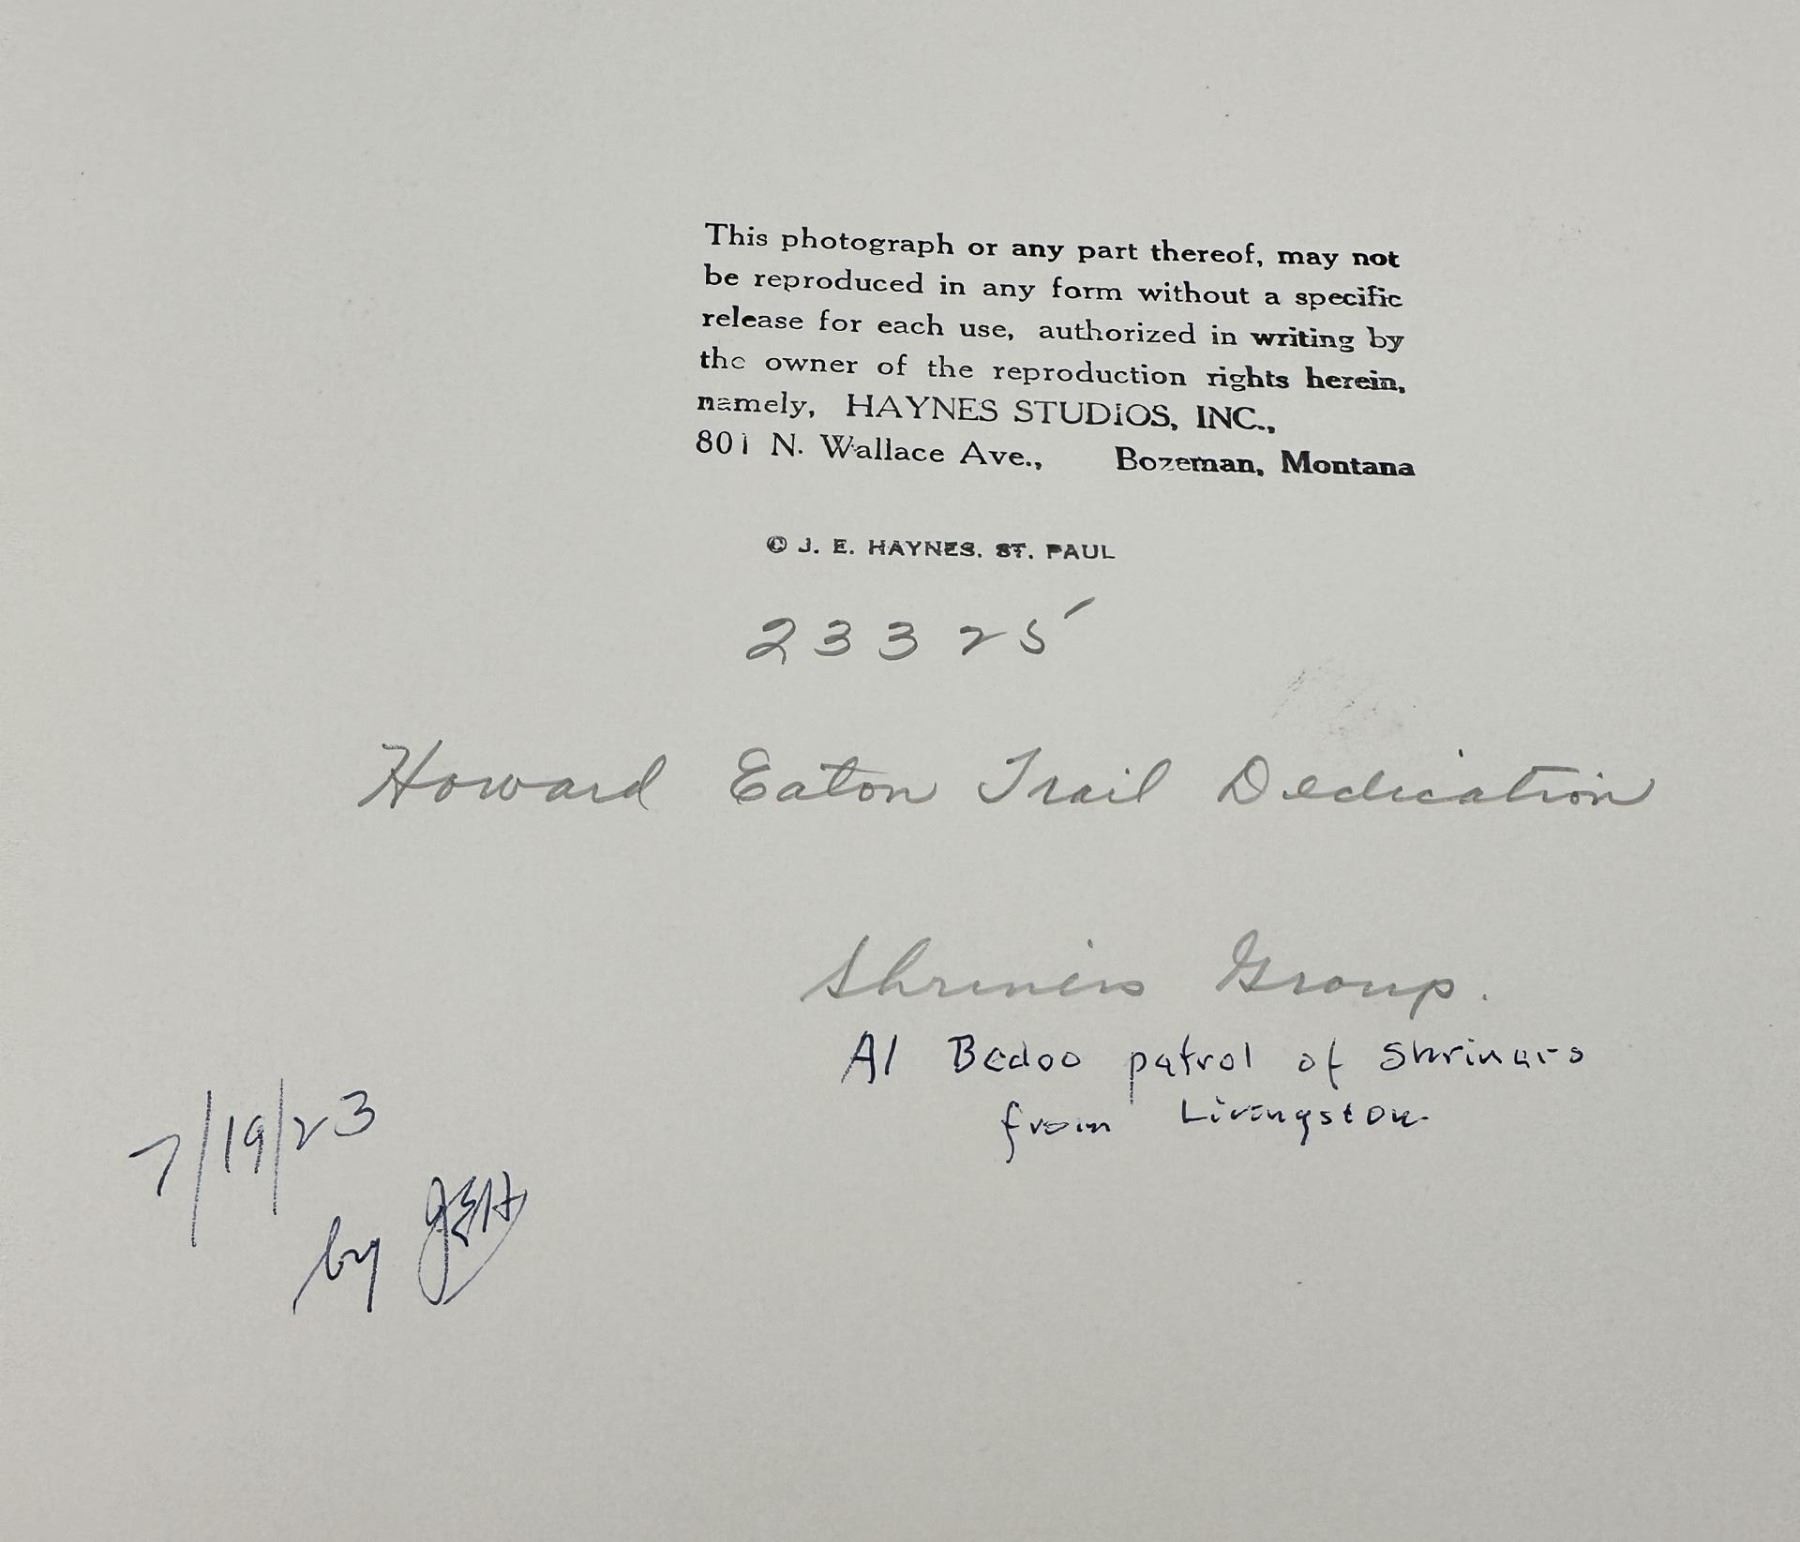 This photograph or any part thereof, may not
be reproduced in any form without a specific
release for each use, authorized in writing by
the owner of the reproduction rights herein,
namely, HAYNES STUDIOS, INC.,
801 N. Wallace Ave., Bozeman, Montana
© J. E. HAYNES, ST. PAUL
23325
Howard Eaton Trail Dedication
Shriners Group.
Al Bedoo patrol of Shriners
from Livingston.
7/19/23
by JEH